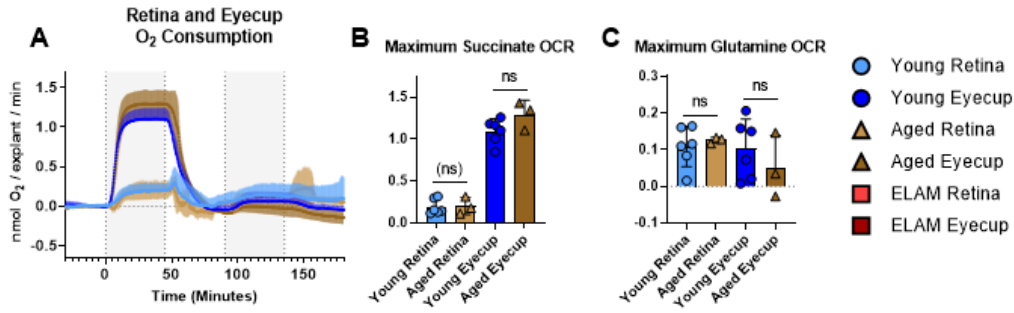 Retina and Eyecup
O2 Consumption
A
nmol O2 / explant / min
1.5
1.0
0.5
0.0
-0.5
0
50
100
150
Time (Minutes)
B
Maximum Succinate OCR
1.5
1.0
0.5
0.0
(ns)
ns
Young Retina
Aged Retina
Young Eyecup
Aged Eyecup
C
Maximum Glutamine OCR
0.3
0.2
0.1
0.0
-0.1
ns
ns
Young Retina
Aged Retina
Young Eyecup
Aged Eyecup
Young Retina
Young Eyecup
Aged Retina
Aged Eyecup
ELAM Retina
ELAM Eyecup